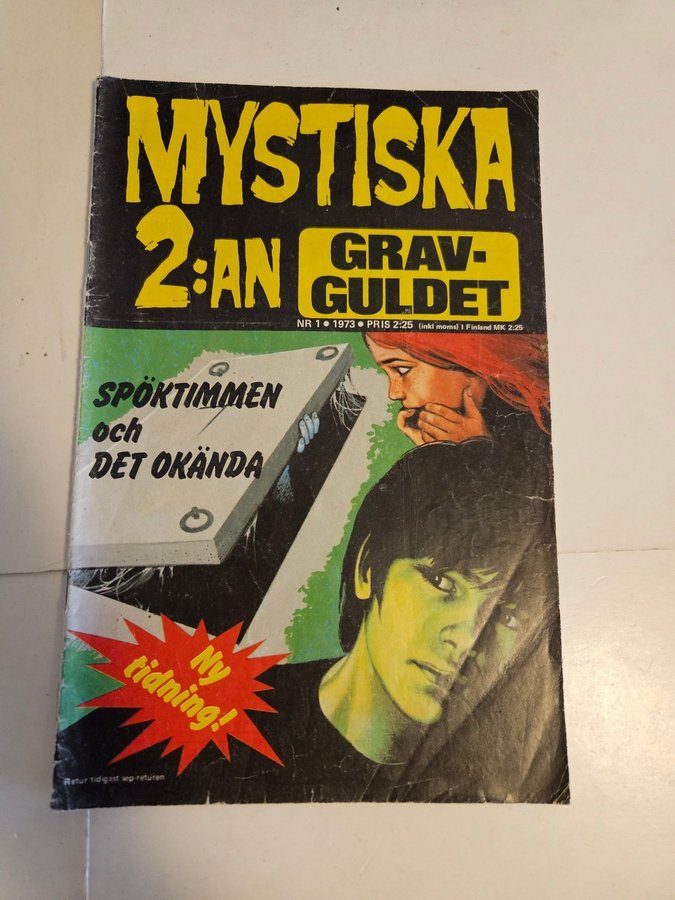 MYSTISKA
2:AN
GRAV-
GULDET
NR 1 • 1973 • PRIS 2:25 (inkl moms) I Finland MK 2:25
SPÖKTIMMEN
och
DET OKÄNDA
Ny
tidning!
Retur tidigast wp-returen